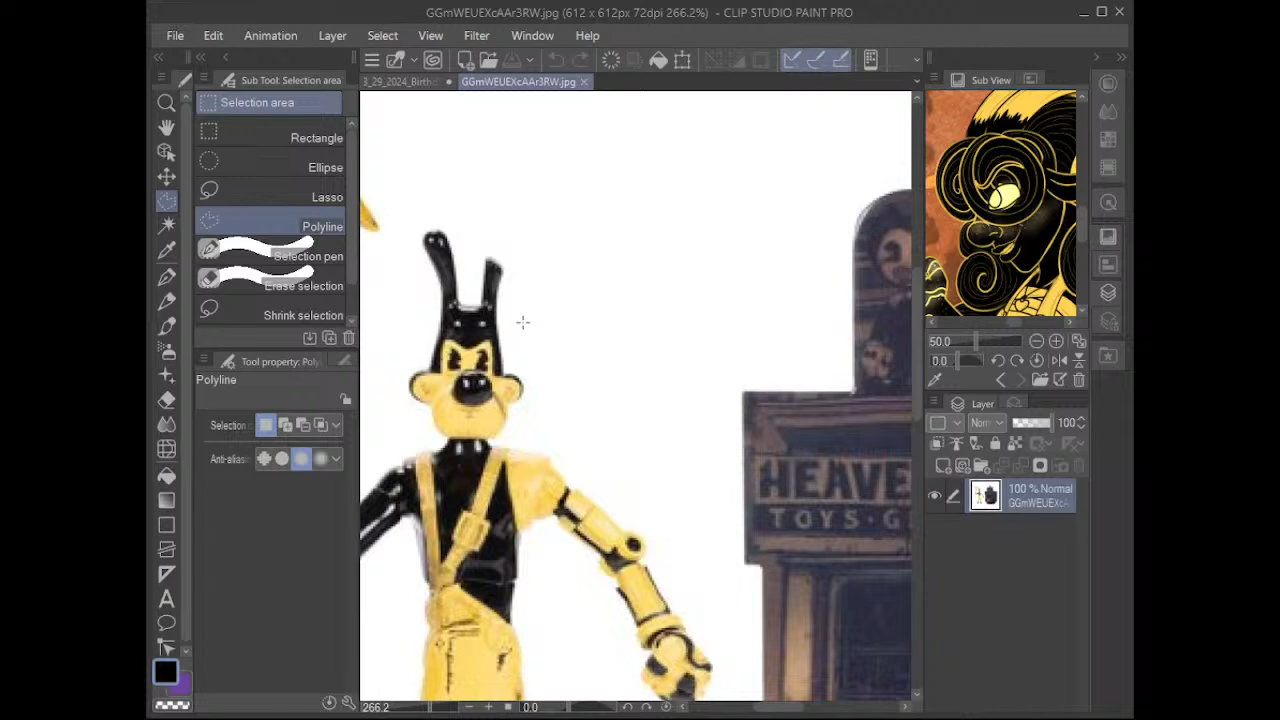 GGmWEUEXcAAr3RW.jpg (612 x 612px 72dpi 266.2%) - CLIP STUDIO PAINT PRO
File Edit Animation Layer Select View Filter Window Help
Sub Tool: Selection area
3_29_2024_Birth
GGmWEUEXcAAr3RW.jpg
Sub View
Selection area
Rectangle
Ellipse
Lasso
Polyline
Selection pen
Erase selection
Shrink selection
Tool property: Poly
Polyline
Selection
Anti-alias
HEAVE
TOYS·G
50.0
0.0
Layer
Norm
100
100 % Normal
GGmWEUEXcA
266.2
0.0